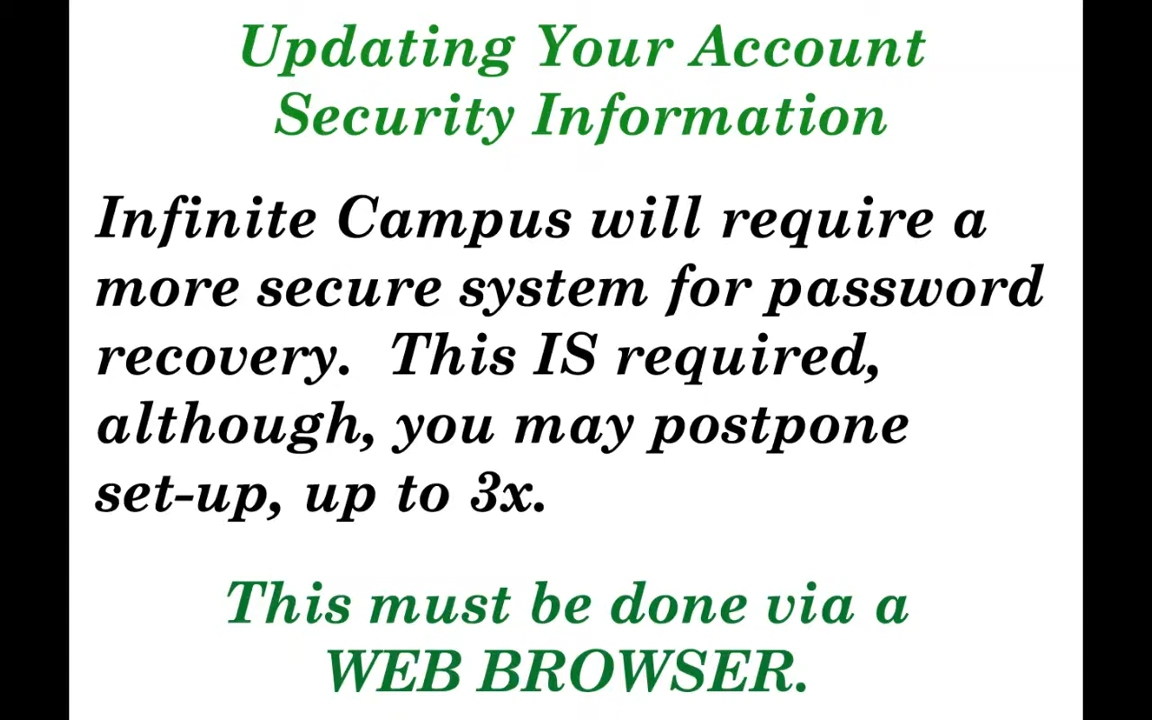 Updating Your Account
Security Information
Infinite Campus will require a
more secure system for password
recovery.  This IS required,
although, you may postpone
set-up, up to 3x.
This must be done via a
WEB BROWSER.